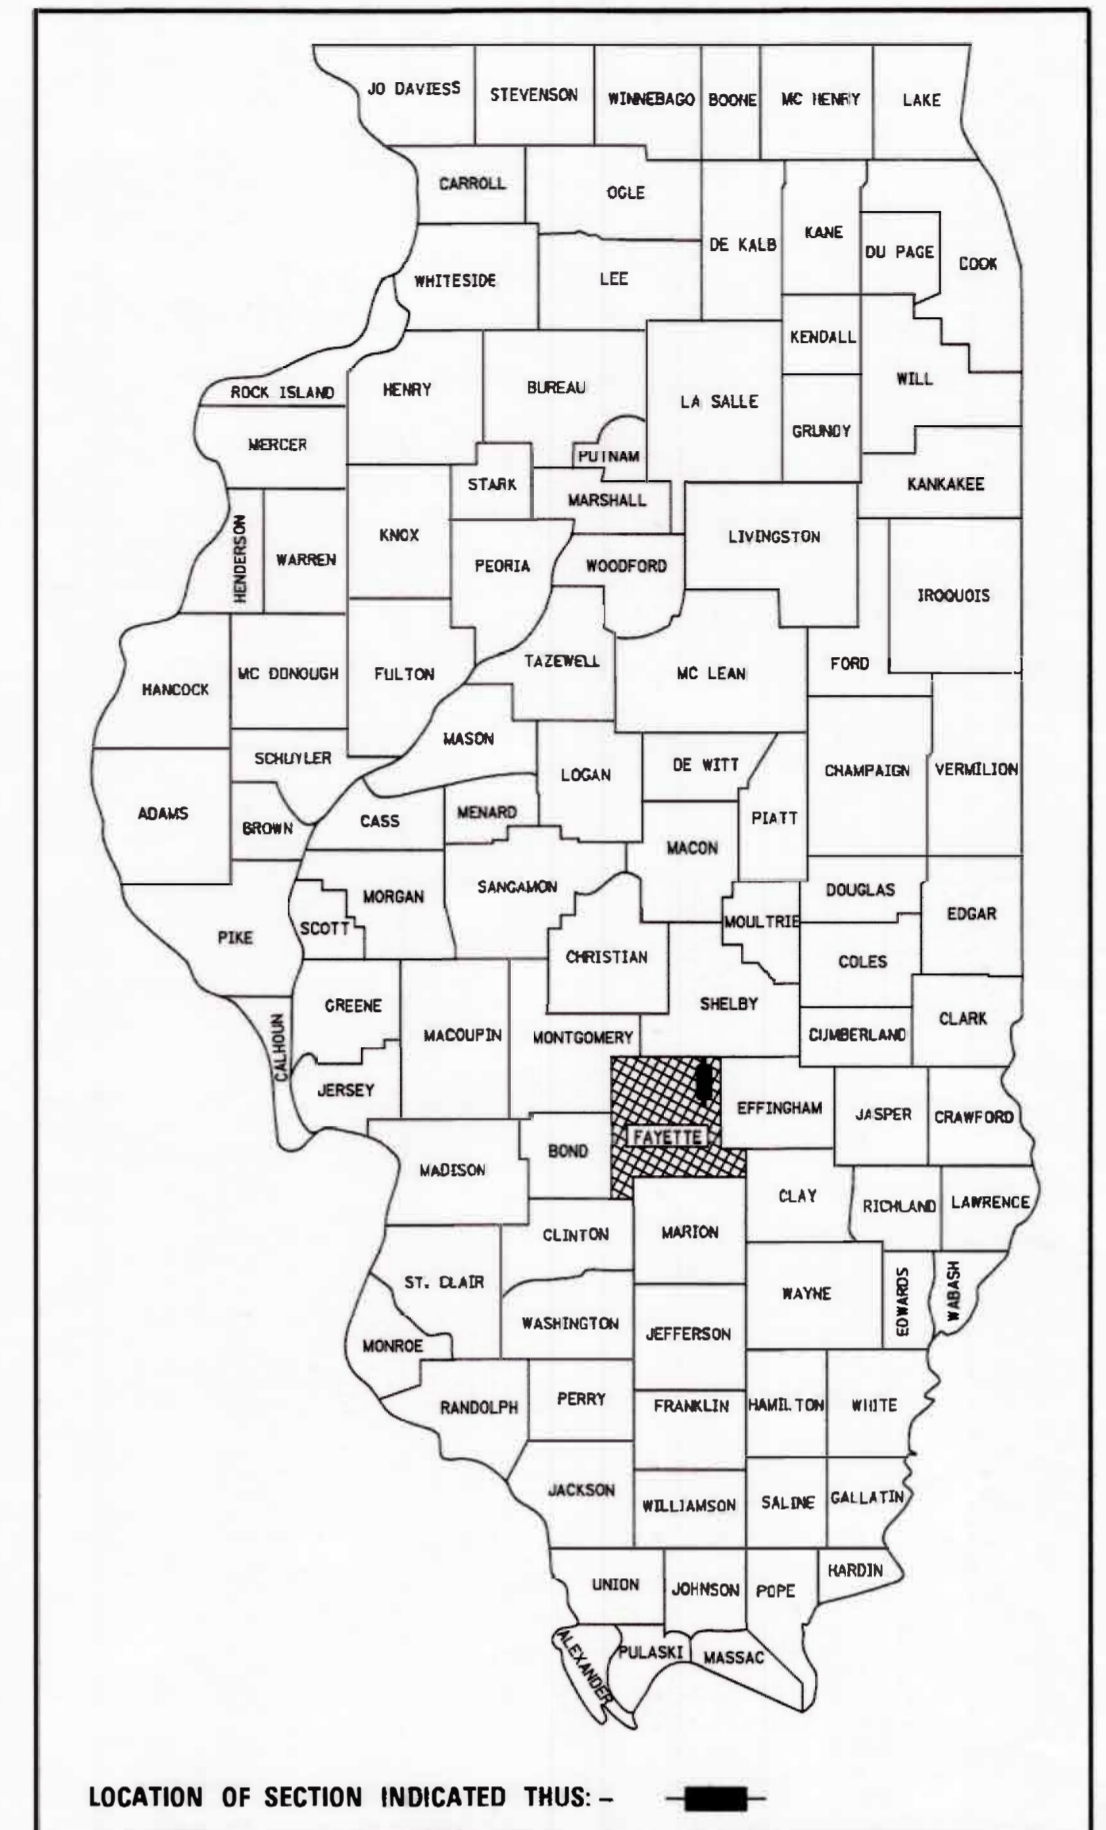 JO DAVIESS
STEVENSON
WINNEBAGO
BOONE
MC HENRY
LAKE
CARROLL
OGLE
DE KALB
KANE
DU PAGE
COOK
WHITESIDE
LEE
KENDALL
WILL
ROCK ISLAND
HENRY
BUREAU
LA SALLE
GRUNDY
MERCER
PUTNAM
STARK
MARSHALL
KANKAKEE
HENDERSON
WARREN
KNOX
PEORIA
WOODFORD
LIVINGSTON
IROQUOIS
HANCOCK
MC DONOUGH
FULTON
TAZEWELL
MC LEAN
FORD
SCHUYLER
MASON
LOGAN
DE WITT
CHAMPAIGN
VERMILION
ADAMS
BROWN
CASS
MENARD
PIATT
MACON
SANGAMON
MORGAN
DOUGLAS
EDGAR
PIKE
SCOTT
CHRISTIAN
MOULTRIE
COLES
SHELBY
GREENE
CALHOUN
MACOUPIN
MONTGOMERY
CUMBERLAND
CLARK
JERSEY
EFFINGHAM
JASPER
CRAWFORD
FAYETTE
BOND
MADISON
CLAY
RICHLAND
LAWRENCE
CLINTON
MARION
ST. CLAIR
WAYNE
EDWARDS
WABASH
WASHINGTON
JEFFERSON
MONROE
RANDOLPH
PERRY
FRANKLIN
HAMILTON
WHITE
JACKSON
WILLIAMSON
SALINE
GALLATIN
UNION
JOHNSON
POPE
HARDIN
ALEXANDER
PULASKI
MASSAC
LOCATION OF SECTION INDICATED THUS: –